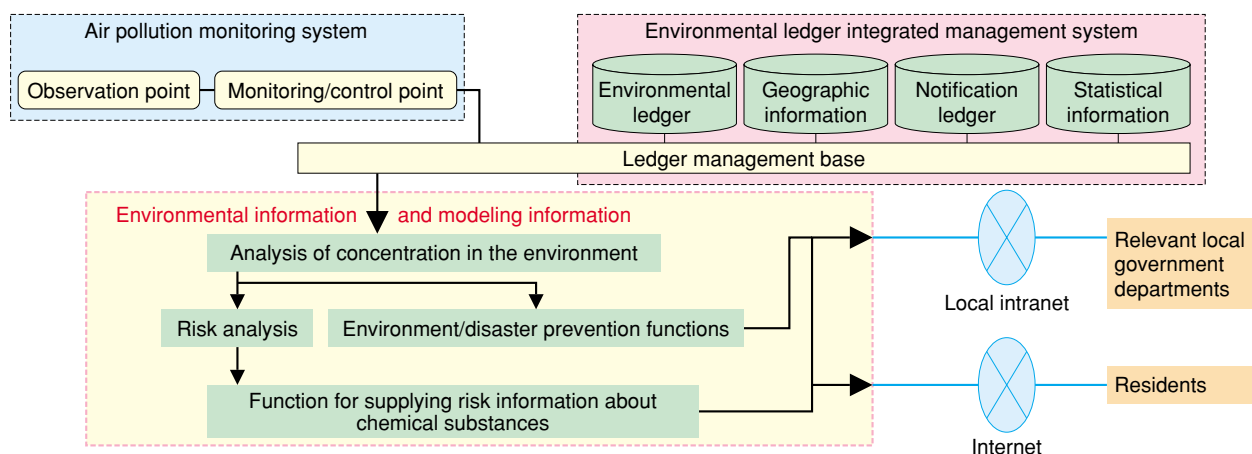 Air pollution monitoring system
Observation point
Monitoring/control point
Environmental ledger integrated management system
Environmental
ledger
Geographic
information
Notification
ledger
Statistical
information
Ledger management base
Environmental information and modeling information
Analysis of concentration in the environment
Risk analysis
Environment/disaster prevention functions
Function for supplying risk information about
chemical substances
Local intranet
Relevant local
government
departments
Internet
Residents